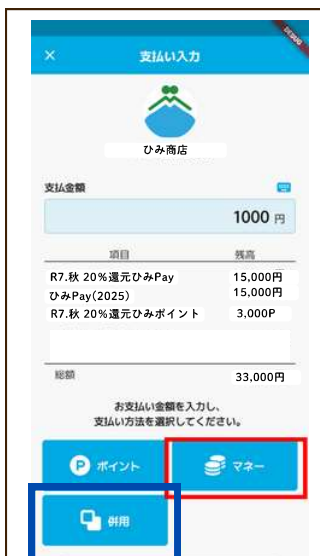 DEBUG
× 支払い入力
ひみ商店
支払金額
1000 円
項目 残高
R7.秋 20%還元ひみPay 15,000円
ひみPay(2025) 15,000円
R7.秋 20%還元ひみポイント 3,000P
総額 33,000円
お支払い金額を入力し、
支払い方法を選択してください。
P ポイント マネー
併用